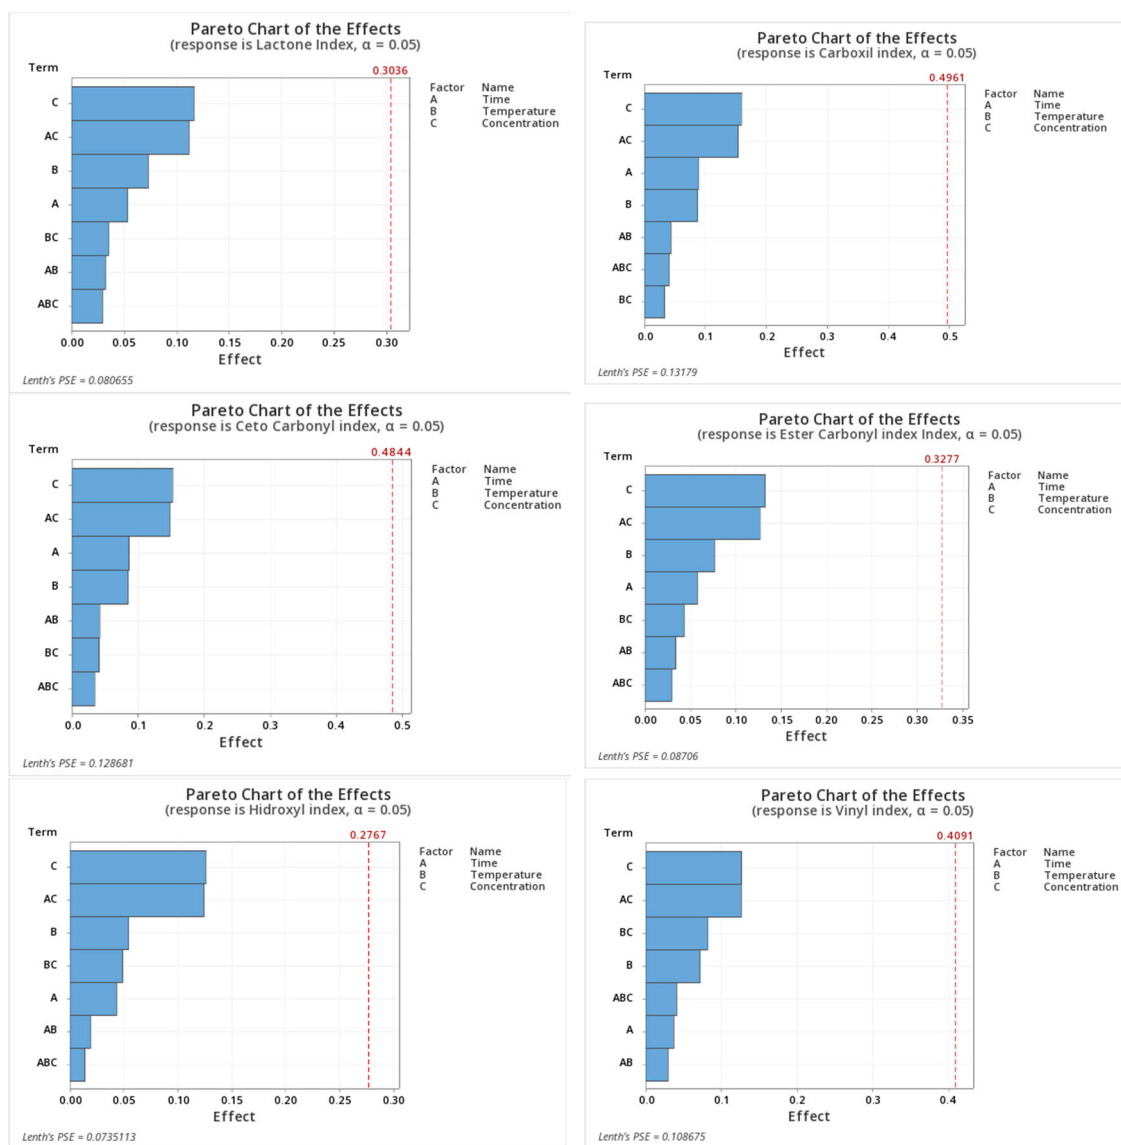 Pareto Chart of the Effects
(response is Lactone Index, α = 0.05)
Term
0.3036
Factor Name
A Time
B Temperature
C Concentration
C
AC
B
A
BC
AB
ABC
0.00 0.05 0.10 0.15 0.20 0.25 0.30
Effect
Lenth's PSE = 0.080655
Pareto Chart of the Effects
(response is Carboxil index, α = 0.05)
Term
0.4961
Factor Name
A Time
B Temperature
C Concentration
C
AC
A
B
AB
ABC
BC
0.0 0.1 0.2 0.3 0.4 0.5
Effect
Lenth's PSE = 0.13179
Pareto Chart of the Effects
(response is Ceto Carbonyl index, α = 0.05)
Term
0.4844
Factor Name
A Time
B Temperature
C Concentration
C
AC
A
B
AB
BC
ABC
0.0 0.1 0.2 0.3 0.4 0.5
Effect
Lenth's PSE = 0.128681
Pareto Chart of the Effects
(response is Ester Carbonyl index Index, α = 0.05)
Term
0.3277
Factor Name
A Time
B Temperature
C Concentration
C
AC
B
A
BC
AB
ABC
0.00 0.05 0.10 0.15 0.20 0.25 0.30 0.35
Effect
Lenth's PSE = 0.08706
Pareto Chart of the Effects
(response is Hidroxyl index, α = 0.05)
Term
0.2767
Factor Name
A Time
B Temperature
C Concentration
C
AC
B
BC
A
AB
ABC
0.00 0.05 0.10 0.15 0.20 0.25 0.30
Effect
Lenth's PSE = 0.0735113
Pareto Chart of the Effects
(response is Vinyl index, α = 0.05)
Term
0.4091
Factor Name
A Time
B Temperature
C Concentration
C
AC
BC
B
ABC
A
AB
0.0 0.1 0.2 0.3 0.4
Effect
Lenth's PSE = 0.108675